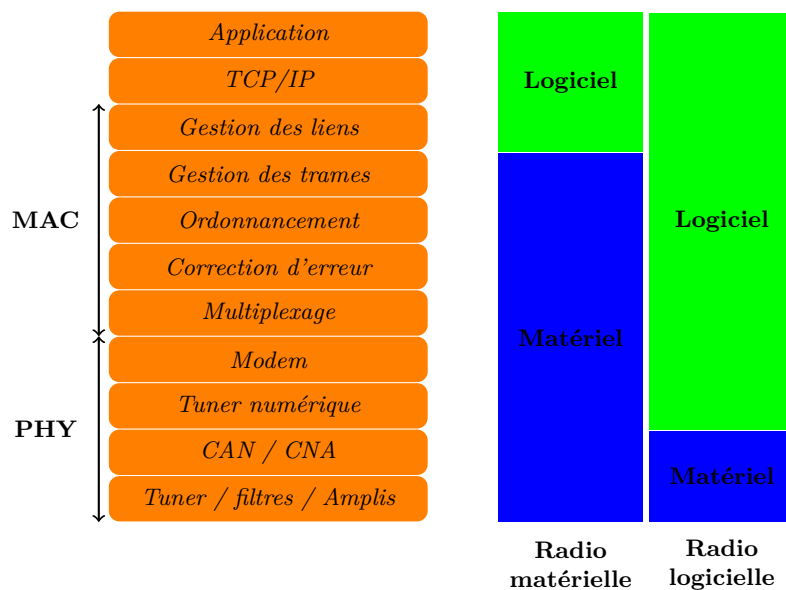 Application
TCP/IP
Gestion des liens
Gestion des trames
Ordonnancement
Correction d'erreur
Multiplexage
Modem
Tuner numérique
CAN / CNA
Tuner / filtres / Amplis
MAC
PHY
Logiciel
Matériel
Radio
matérielle
Logiciel
Matériel
Radio
logicielle